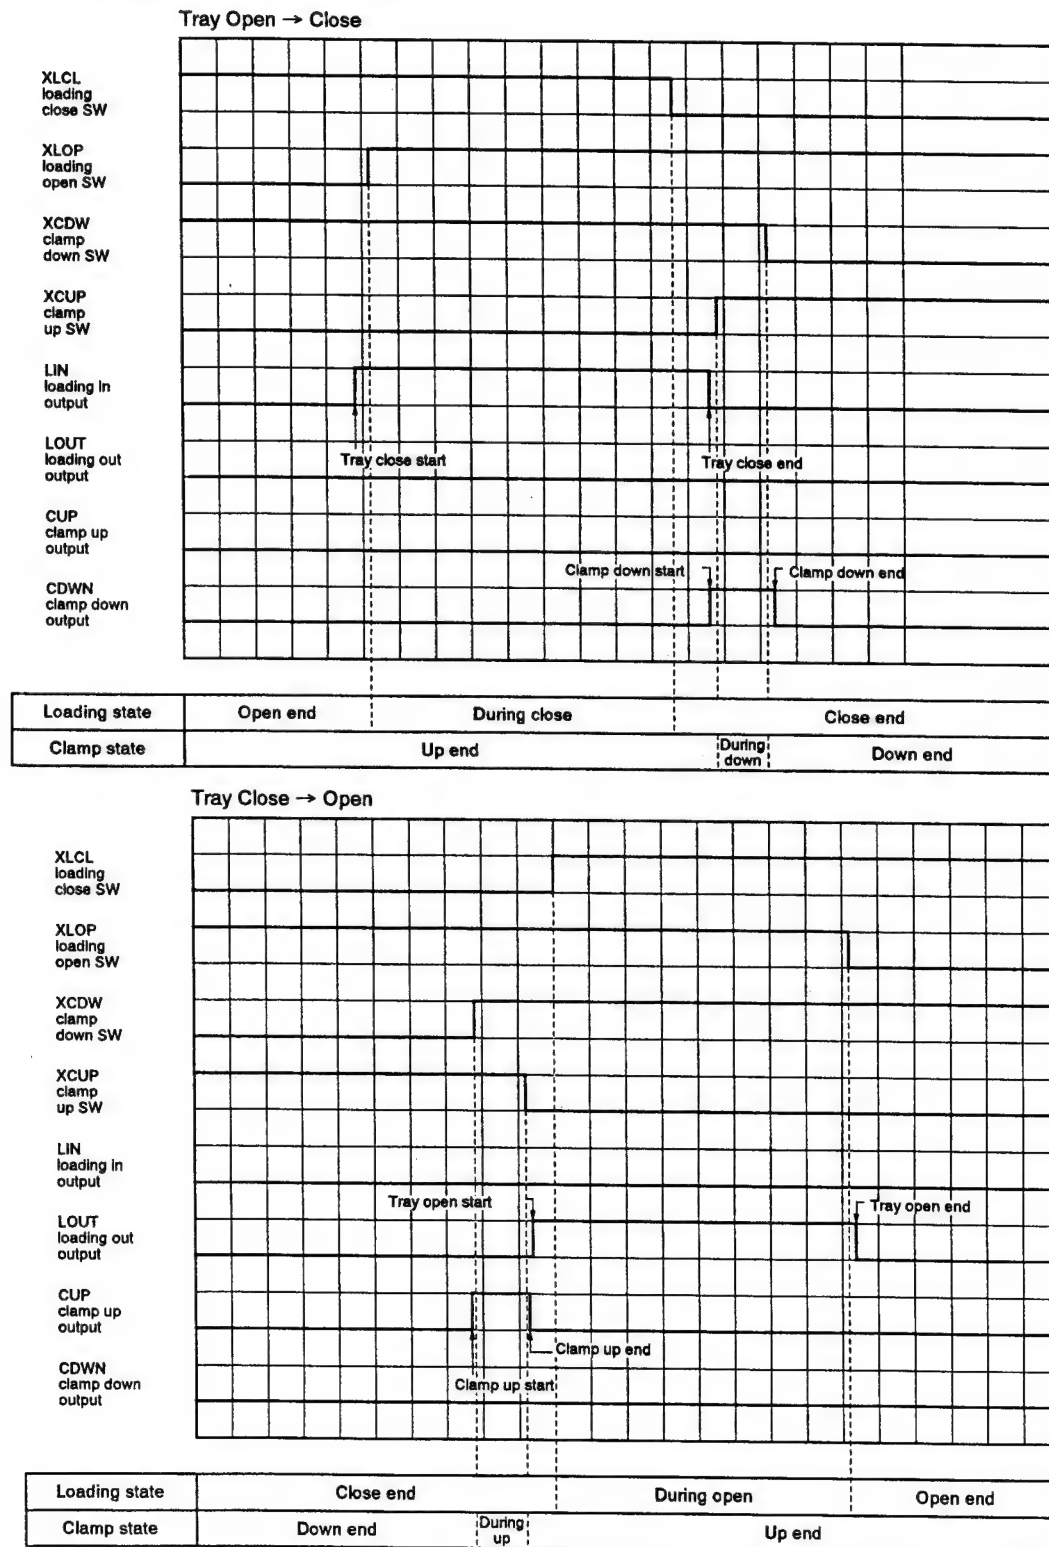 Tray Open → Close
XLCL
loading
close SW
XLOP
loading
open SW
XCDW
clamp
down SW
XCUP
clamp
up SW
LIN
loading in
output
LOUT
loading out
output
Tray close start
Tray close end
CUP
clamp up
output
CDWN
clamp down
output
Clamp down start
Clamp down end
Loading state Open end During close Close end
Clamp state Up end During down Down end
Tray Close → Open
XLCL
loading
close SW
XLOP
loading
open SW
XCDW
clamp
down SW
XCUP
clamp
up SW
LIN
loading in
output
Tray open start
Tray open end
LOUT
loading out
output
CUP
clamp up
output
Clamp up end
CDWN
clamp down
output
Clamp up start
Loading state Close end During open Open end
Clamp state Down end During up Up end